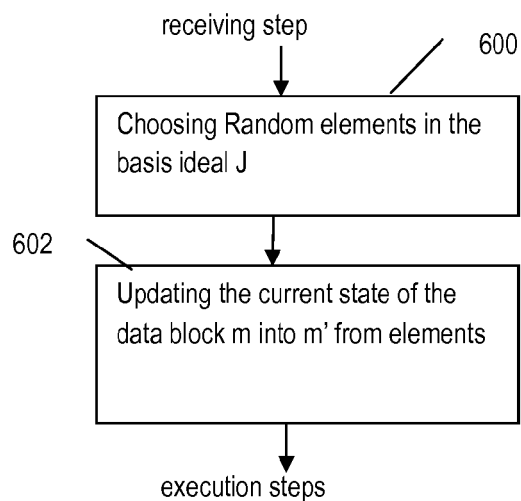 receiving step
600
Choosing Random elements in the
basis ideal J
602
Updating the current state of the
data block m into m’ from elements
execution steps